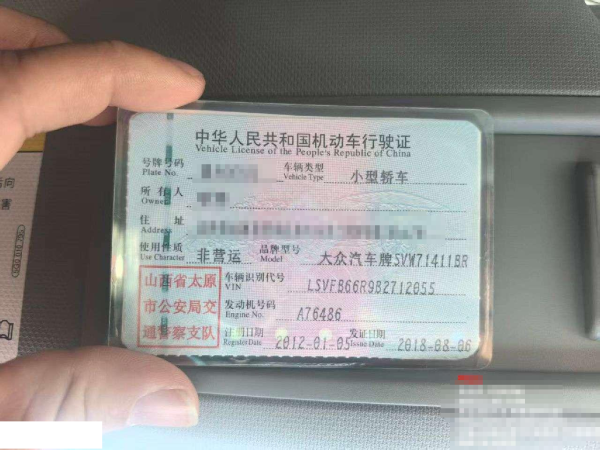 中华人民共和国机动车行驶证
Vehicle License of the People's Republic of China
号牌号码 车辆类型 小型轿车
Plate No. Vehicle Type
所有人
Owner
住 址
Address
使用性质 非营运 品牌型号 大众汽车牌SVW71411BR
Use Character Model
山西省太原
市公安局交
通警察支队
车辆识别代号 LSVFB66R9B2712055
VIN
发动机号码 A76486
Engine No.
注册日期 2012-01-05 发证日期 2018-08-06
Register Date Issue Date
向
害